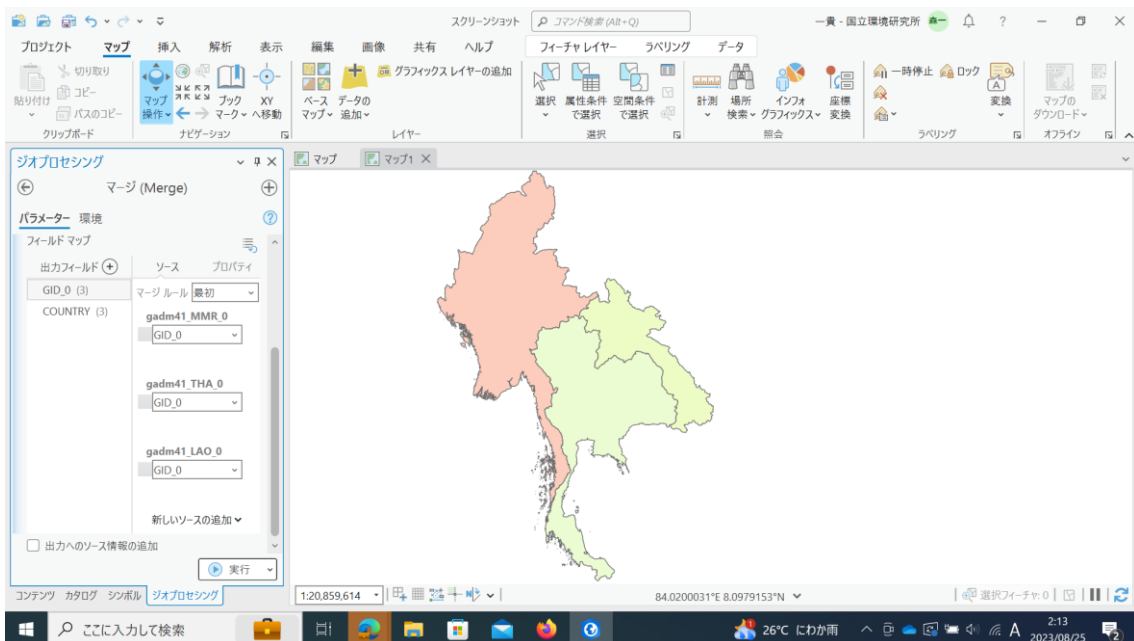 スクリーンショット
コマンド検索 (Alt+Q)
一貴 - 国立環境研究所
森一
?
プロジェクト マップ 挿入 解析 表示 編集 画像 共有 ヘルプ フィーチャ レイヤー ラベリング データ
貼り付け
切り取り
コピー
パスのコピー
クリップボード
マップ操作
ブックマーク
XY へ移動
ナビゲーション
ベースマップ
データの追加
グラフィックス レイヤーの追加
レイヤー
選択
属性条件で選択
空間条件で選択
選択
計測
場所検索
インフォグラフィックス
座標変換
照会
一時停止
ロック
変換
ラベリング
マップのダウンロード
オフライン
ジオプロセシング
マージ (Merge)
パラメーター 環境
フィールド マップ
出力フィールド
ソース プロパティ
GID_0 (3)
COUNTRY (3)
マージ ルール 最初
gadm41_MMR_0
GID_0
gadm41_THA_0
GID_0
gadm41_LAO_0
GID_0
新しいソースの追加
出力へのソース情報の追加
実行
コンテンツ カタログ シンボル ジオプロセシング
マップ マップ1
1:20,859,614
84.0200031°E 8.0979153°N
選択フィーチャ: 0
ここに入力して検索
26°C にわか雨
A
2:13
2023/08/25
2